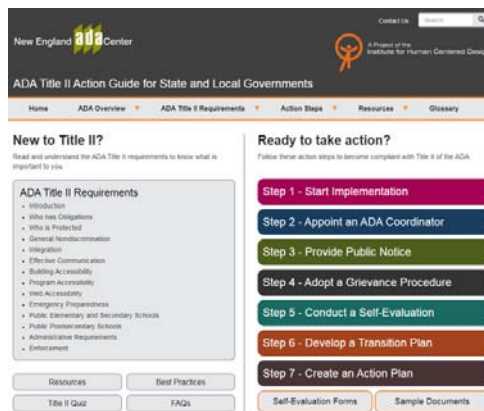 Contact Us
Search
New England ada Center
A Project of the
Institute for Human Centered Desig
ADA Title II Action Guide for State and Local Governments
Home ADA Overview ADA Title II Requirements Action Steps Resources Glossary
New to Title II?
Read and understand the ADA Title II requirements to know what is
important to you.
ADA Title II Requirements
Introduction
Who has Obligations
Who is Protected
General Nondiscrimination
Integration
Effective Communication
Building Accessibility
Program Accessibility
Web Accessibility
Emergency Preparedness
Public Elementary and Secondary Schools
Public Postsecondary Schools
Administrative Requirements
Enforcement
Resources Best Practices
Title II Quiz FAQs
Ready to take action?
Follow these action steps to become compliant with Title II of the ADA.
Step 1 - Start Implementation
Step 2 - Appoint an ADA Coordinator
Step 3 - Provide Public Notice
Step 4 - Adopt a Grievance Procedure
Step 5 - Conduct a Self-Evaluation
Step 6 - Develop a Transition Plan
Step 7 - Create an Action Plan
Self-Evaluation Forms Sample Documents